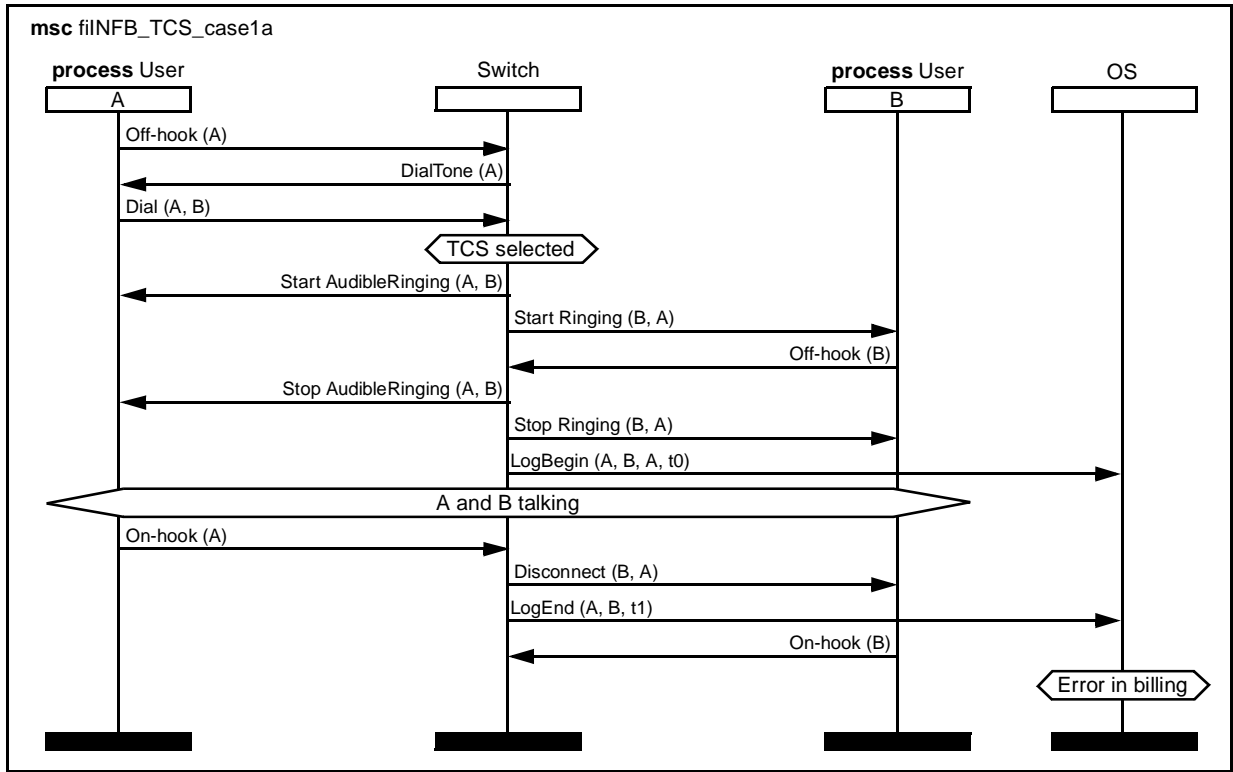 msc fiINFB_TCS_case1a
process User
Switch
process User
OS
A
B
Off-hook (A)
DialTone (A)
Dial (A, B)
TCS selected
Start AudibleRinging (A, B)
Start Ringing (B, A)
Off-hook (B)
Stop AudibleRinging (A, B)
Stop Ringing (B, A)
LogBegin (A, B, A, t0)
A and B talking
On-hook (A)
Disconnect (B, A)
LogEnd (A, B, t1)
On-hook (B)
Error in billing